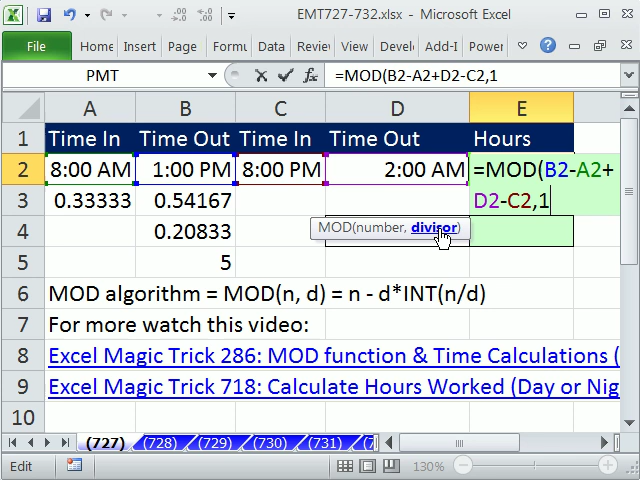 EMT727-732.xlsx - Microsoft Excel
File Home Insert Page Formu Data Review Develo Add-I Power
PMT fx =MOD(B2-A2+D2-C2,1
A B C D E
1 Time In Time Out Time In Time Out Hours
2 8:00 AM 1:00 PM 8:00 PM 2:00 AM =MOD(B2-A2+
3 0.33333 0.54167 D2-C2,1
MOD(number, divisor)
4 0.20833
5 5
6 MOD algorithm = MOD(n, d) = n - d*INT(n/d)
7 For more watch this video:
8 Excel Magic Trick 286: MOD function & Time Calculations (
9 Excel Magic Trick 718: Calculate Hours Worked (Day or Nig
10
(727) (728) (729) (730) (731) (7
Edit 130%